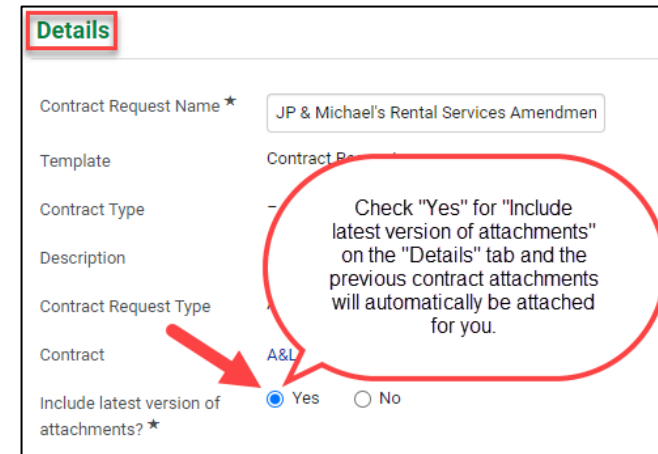 Details
Contract Request Name ★ JP & Michael's Rental Services Amendmen
Template Contract
Contract Type –
Description
Contract Request Type
Contract A&L
Include latest version of
attachments? ★
Yes No
Check "Yes" for "Include
latest version of attachments"
on the "Details" tab and the
previous contract attachments
will automatically be attached
for you.